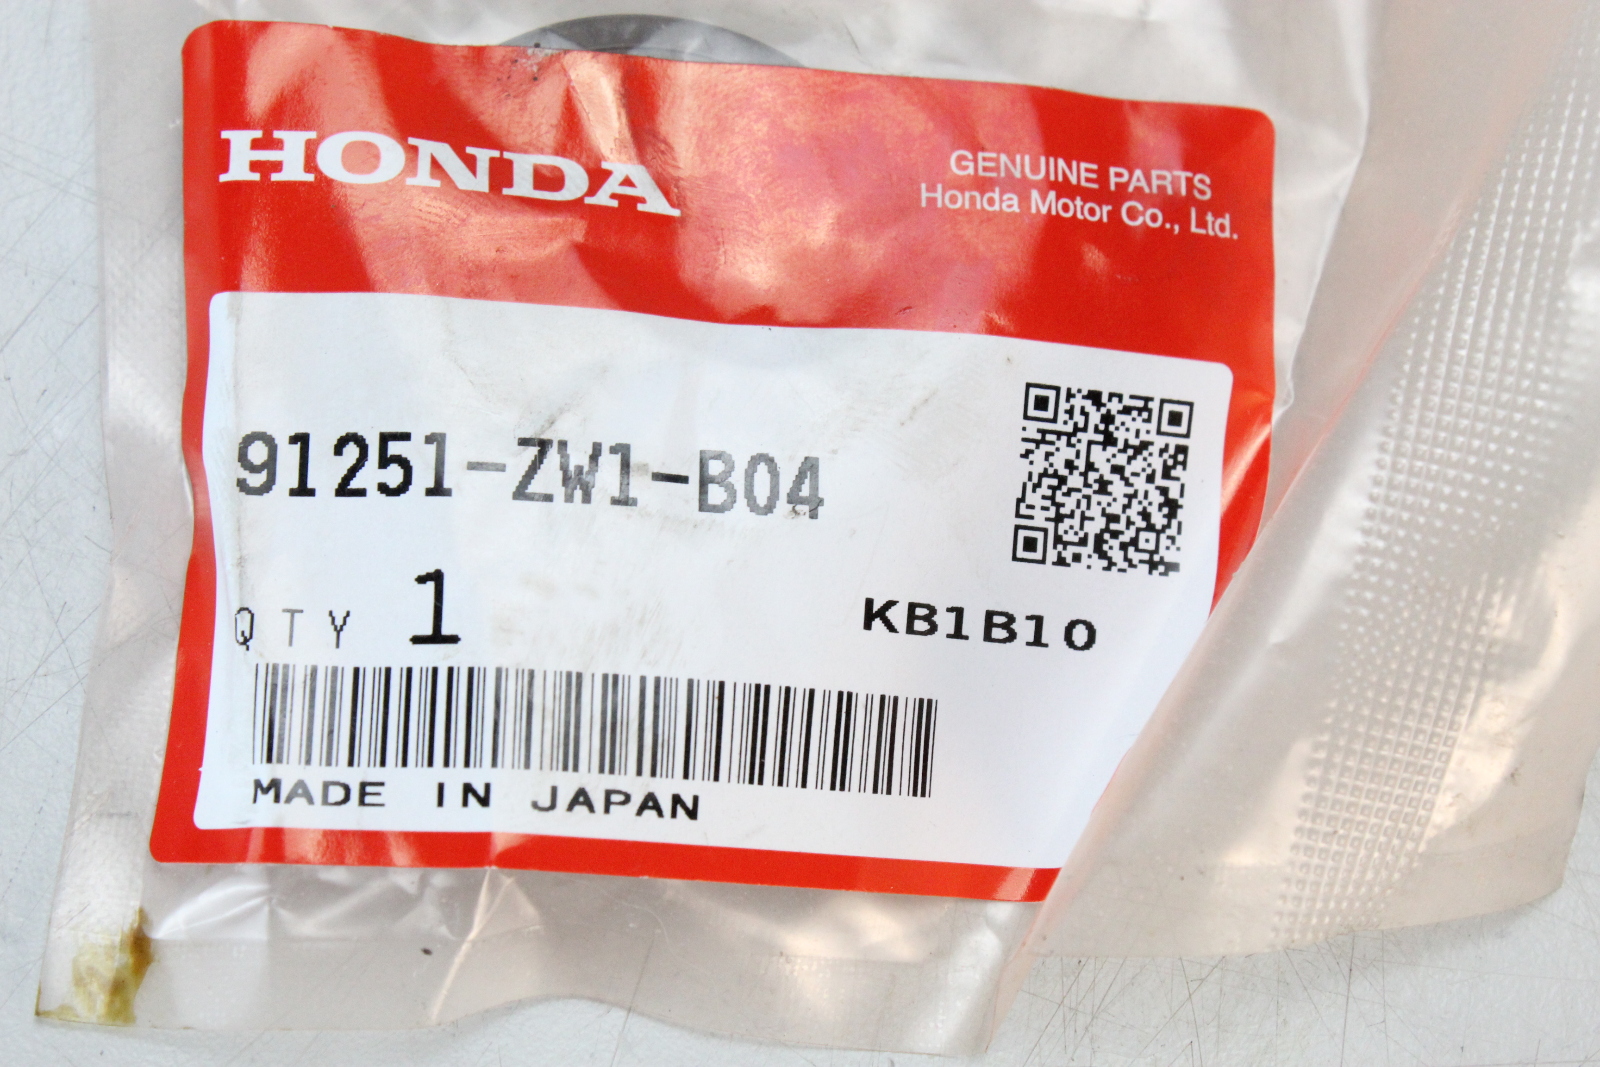 HONDA
GENUINE PARTS
Honda Motor Co., Ltd.
91251-ZW1-B04
QTY 1
KB1B10
MADE IN JAPAN